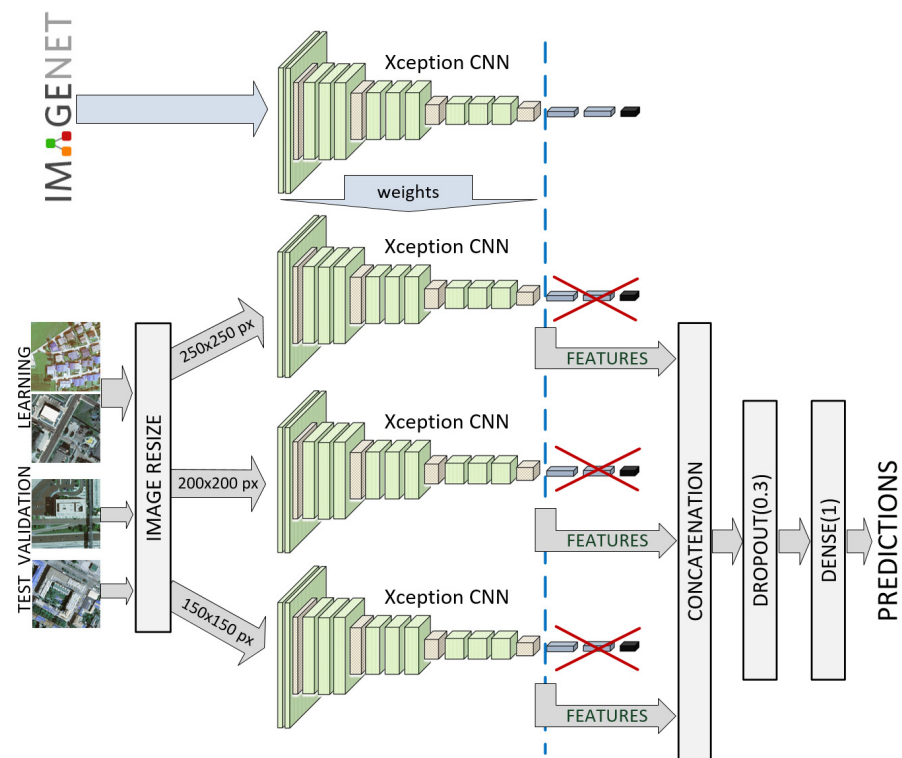 IMAGENET
Xception CNN
weights
Xception CNN
250x250 px
FEATURES
LEARNING
Xception CNN
IMAGE RESIZE
200x200 px
FEATURES
TEST VALIDATION
Xception CNN
150x150 px
FEATURES
CONCATENATION
DROPOUT(0.3)
DENSE(1)
PREDICTIONS